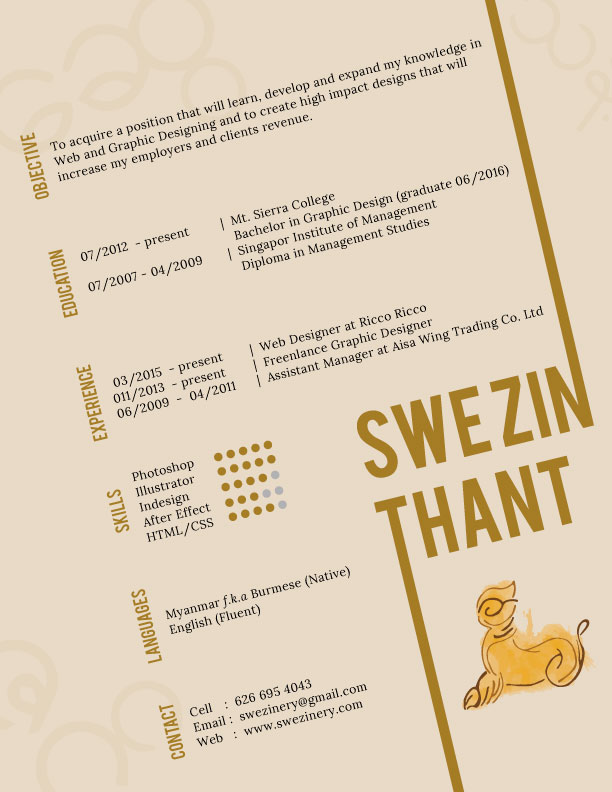 OBJECTIVE
To acquire a position that will learn, develop and expand my knowledge in
Web and Graphic Designing and to create high impact designs that will
increase my employers and clients revenue.
EDUCATION
07/2012 - present | Mt. Sierra College
Bachelor in Graphic Design (graduate 06/2016)
07/2007 - 04/2009 | Singapor Institute of Management
Diploma in Management Studies
EXPERIENCE
03/2015 - present | Web Designer at Ricco Ricco
011/2013 - present | Freenlance Graphic Designer
06/2009 - 04/2011 | Assistant Manager at Aisa Wing Trading Co. Ltd
SWE ZIN
THANT
SKILLS
Photoshop
Illustrator
Indesign
After Effect
HTML/CSS
LANGUAGES
Myanmar f.k.a Burmese (Native)
English (Fluent)
CONTACT
Cell : 626 695 4043
Email : swezinery@gmail.com
Web : www.swezinery.com